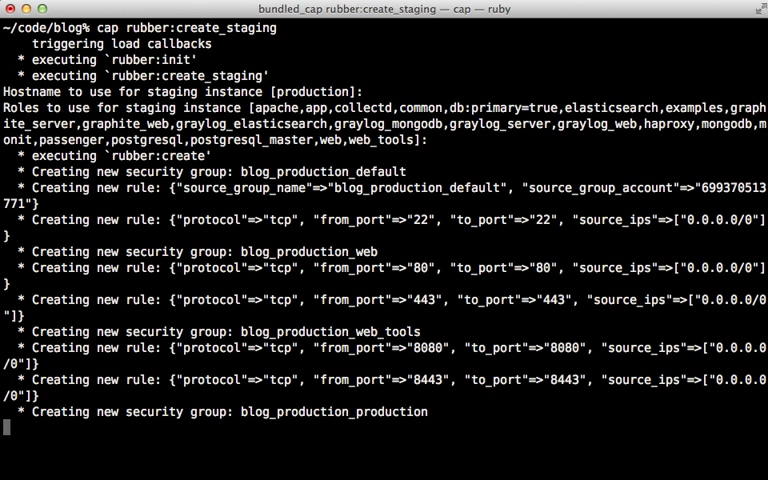 bundled_cap rubber:create_staging — cap — ruby
~/code/blog% cap rubber:create_staging
triggering load callbacks
* executing `rubber:init'
* executing `rubber:create_staging'
Hostname to use for staging instance [production]:
Roles to use for staging instance [apache,app,collectd,common,db:primary=true,elasticsearch,examples,graph
ite_server,graphite_web,graylog_elasticsearch,graylog_mongodb,graylog_server,graylog_web,haproxy,mongodb,m
onit,passenger,postgresql,postgresql_master,web,web_tools]:
* executing `rubber:create'
* Creating new security group: blog_production_default
* Creating new rule: {"source_group_name"=>"blog_production_default", "source_group_account"=>"699370513
771"}
* Creating new rule: {"protocol"=>"tcp", "from_port"=>"22", "to_port"=>"22", "source_ips"=>["0.0.0.0/0"]
}
* Creating new security group: blog_production_web
* Creating new rule: {"protocol"=>"tcp", "from_port"=>"80", "to_port"=>"80", "source_ips"=>["0.0.0.0/0"]
}
* Creating new rule: {"protocol"=>"tcp", "from_port"=>"443", "to_port"=>"443", "source_ips"=>["0.0.0.0/0
"]}
* Creating new security group: blog_production_web_tools
* Creating new rule: {"protocol"=>"tcp", "from_port"=>"8080", "to_port"=>"8080", "source_ips"=>["0.0.0.0
/0"]}
* Creating new rule: {"protocol"=>"tcp", "from_port"=>"8443", "to_port"=>"8443", "source_ips"=>["0.0.0.0
/0"]}
* Creating new security group: blog_production_production